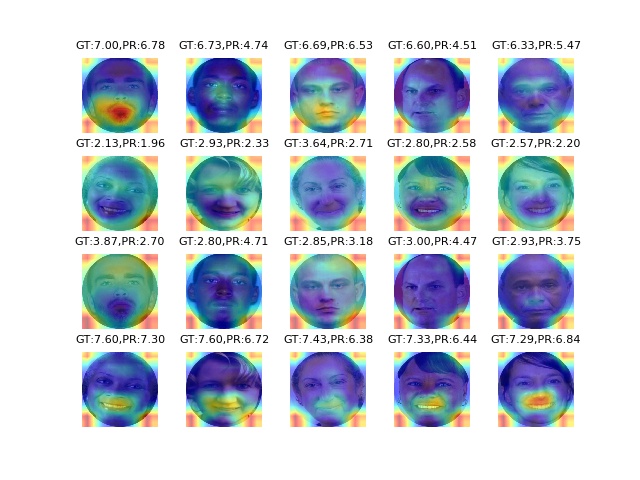 GT:7.00,PR:6.78 GT:6.73,PR:4.74 GT:6.69,PR:6.53 GT:6.60,PR:4.51 GT:6.33,PR:5.47
GT:2.13,PR:1.96 GT:2.93,PR:2.33 GT:3.64,PR:2.71 GT:2.80,PR:2.58 GT:2.57,PR:2.20
GT:3.87,PR:2.70 GT:2.80,PR:4.71 GT:2.85,PR:3.18 GT:3.00,PR:4.47 GT:2.93,PR:3.75
GT:7.60,PR:7.30 GT:7.60,PR:6.72 GT:7.43,PR:6.38 GT:7.33,PR:6.44 GT:7.29,PR:6.84